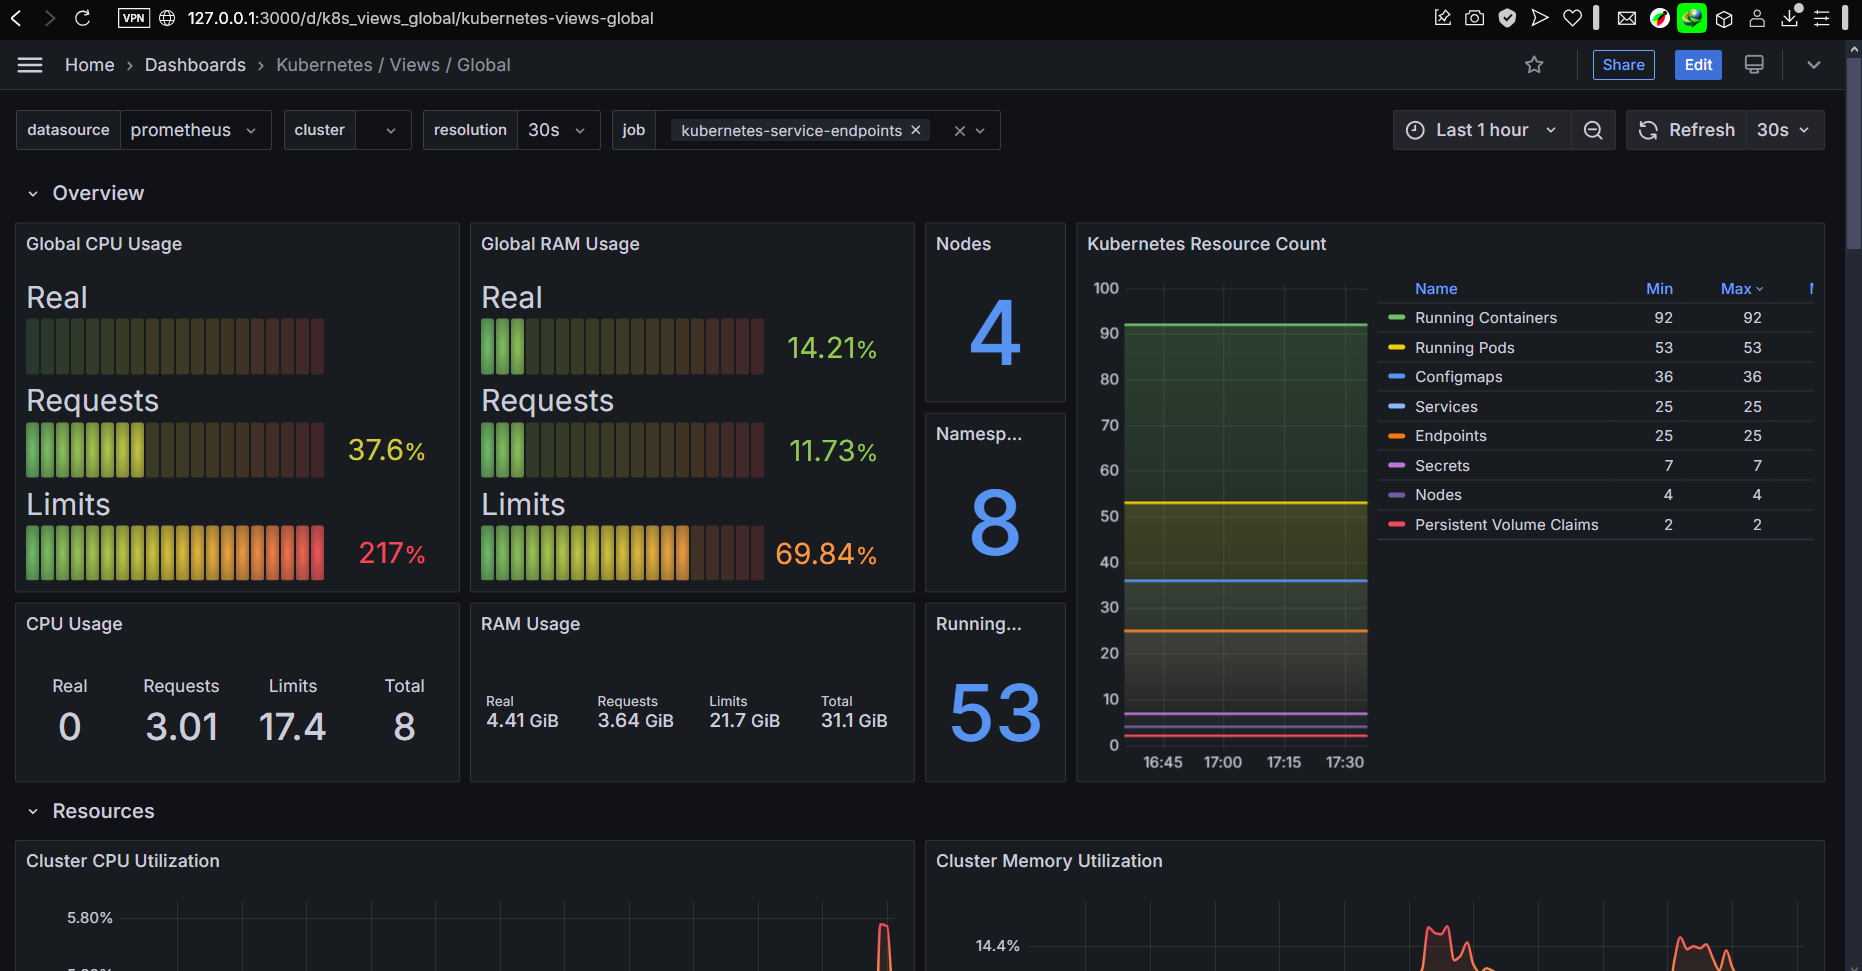 VPN 127.0.0.1:3000/d/k8s_views_global/kubernetes-views-global
Home › Dashboards › Kubernetes / Views / Global
Share Edit
datasource prometheus cluster resolution 30s job kubernetes-service-endpoints
Last 1 hour Refresh 30s
Overview
Global CPU Usage
Real
Requests
37.6%
Limits
217%
Global RAM Usage
Real
14.21%
Requests
11.73%
Limits
69.84%
Nodes
4
Namesp...
8
Kubernetes Resource Count
100
90
80
70
60
50
40
30
20
10
0
16:45 17:00 17:15 17:30
Name Min Max
Running Containers 92 92
Running Pods 53 53
Configmaps 36 36
Services 25 25
Endpoints 25 25
Secrets 7 7
Nodes 4 4
Persistent Volume Claims 2 2
CPU Usage
Real Requests Limits Total
0 3.01 17.4 8
RAM Usage
Real Requests Limits Total
4.41 GiB 3.64 GiB 21.7 GiB 31.1 GiB
Running...
53
Resources
Cluster CPU Utilization
5.80%
Cluster Memory Utilization
14.4%